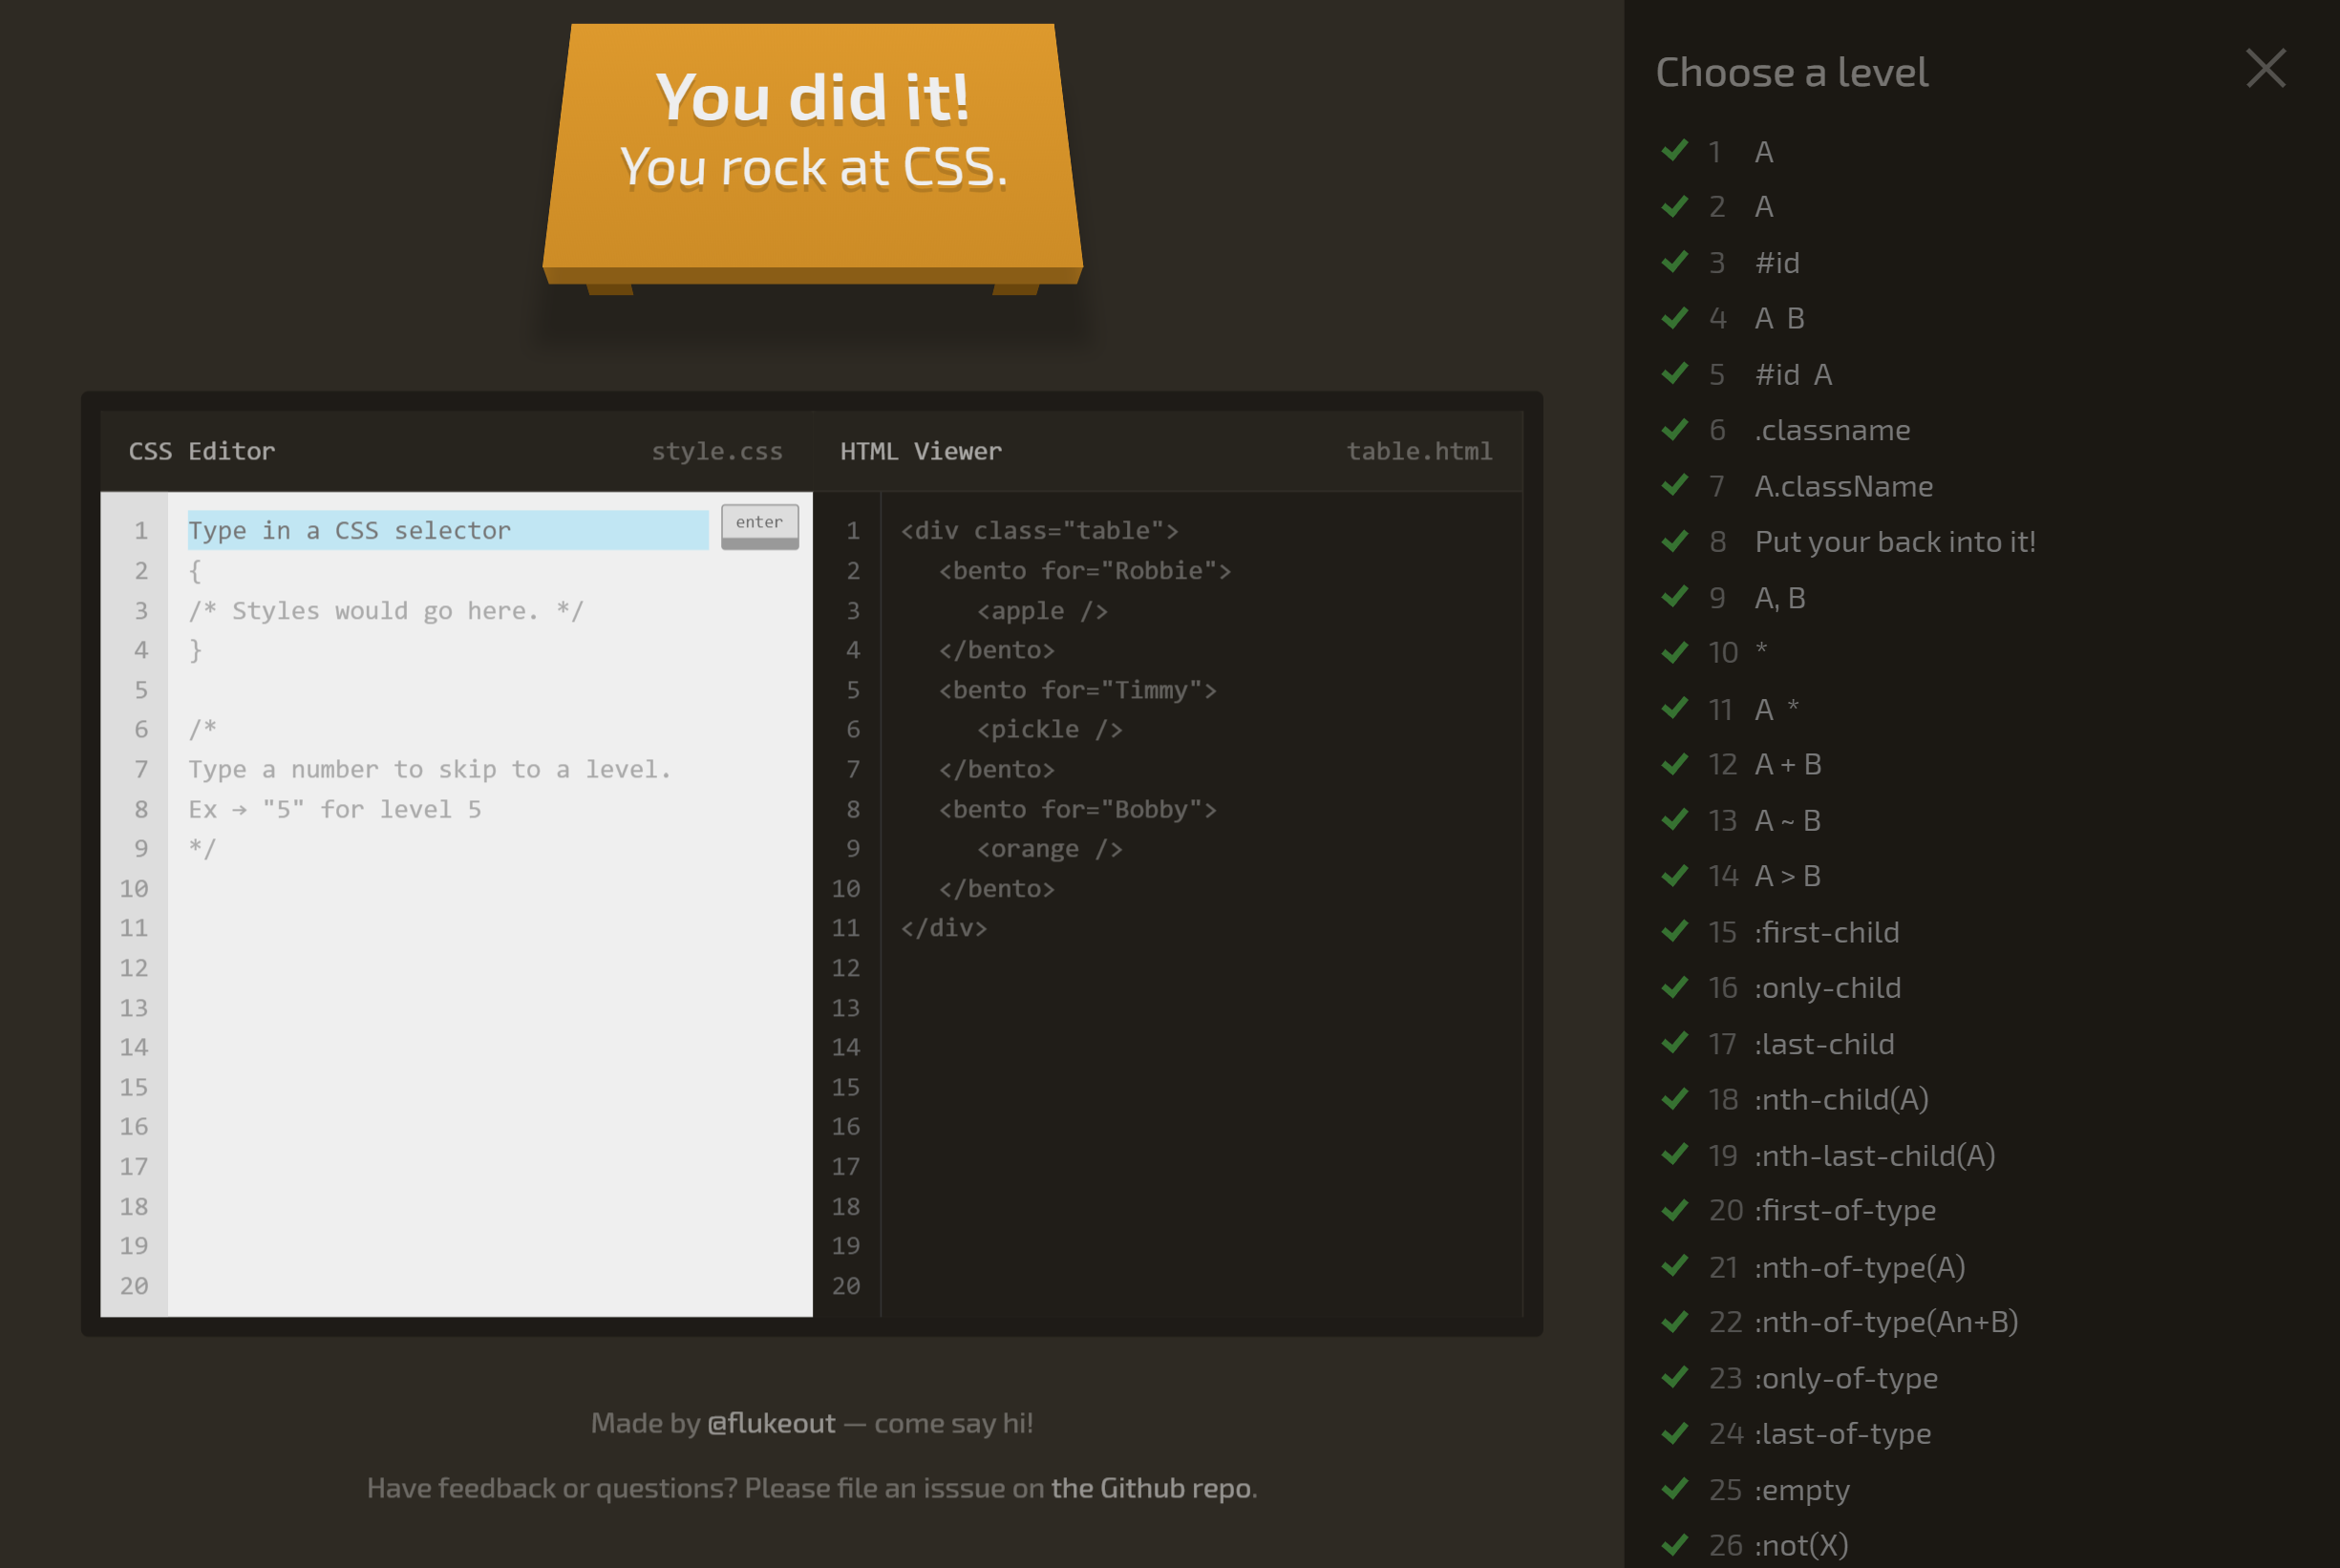 You did it!
You rock at CSS.
CSS Editor style.css
1 Type in a CSS selector enter
2 {
3 /* Styles would go here. */
4 }
5
6 /*
7 Type a number to skip to a level.
8 Ex → "5" for level 5
9 */
10
11
12
13
14
15
16
17
18
19
20
HTML Viewer table.html
1 <div class="table">
2 <bento for="Robbie">
3 <apple />
4 </bento>
5 <bento for="Timmy">
6 <pickle />
7 </bento>
8 <bento for="Bobby">
9 <orange />
10 </bento>
11 </div>
12
13
14
15
16
17
18
19
20
Made by @flukeout — come say hi!
Have feedback or questions? Please file an isssue on the Github repo.
Choose a level
1 A
2 A
3 #id
4 A B
5 #id A
6 .classname
7 A.className
8 Put your back into it!
9 A, B
10 *
11 A *
12 A + B
13 A ~ B
14 A > B
15 :first-child
16 :only-child
17 :last-child
18 :nth-child(A)
19 :nth-last-child(A)
20 :first-of-type
21 :nth-of-type(A)
22 :nth-of-type(An+B)
23 :only-of-type
24 :last-of-type
25 :empty
26 :not(X)